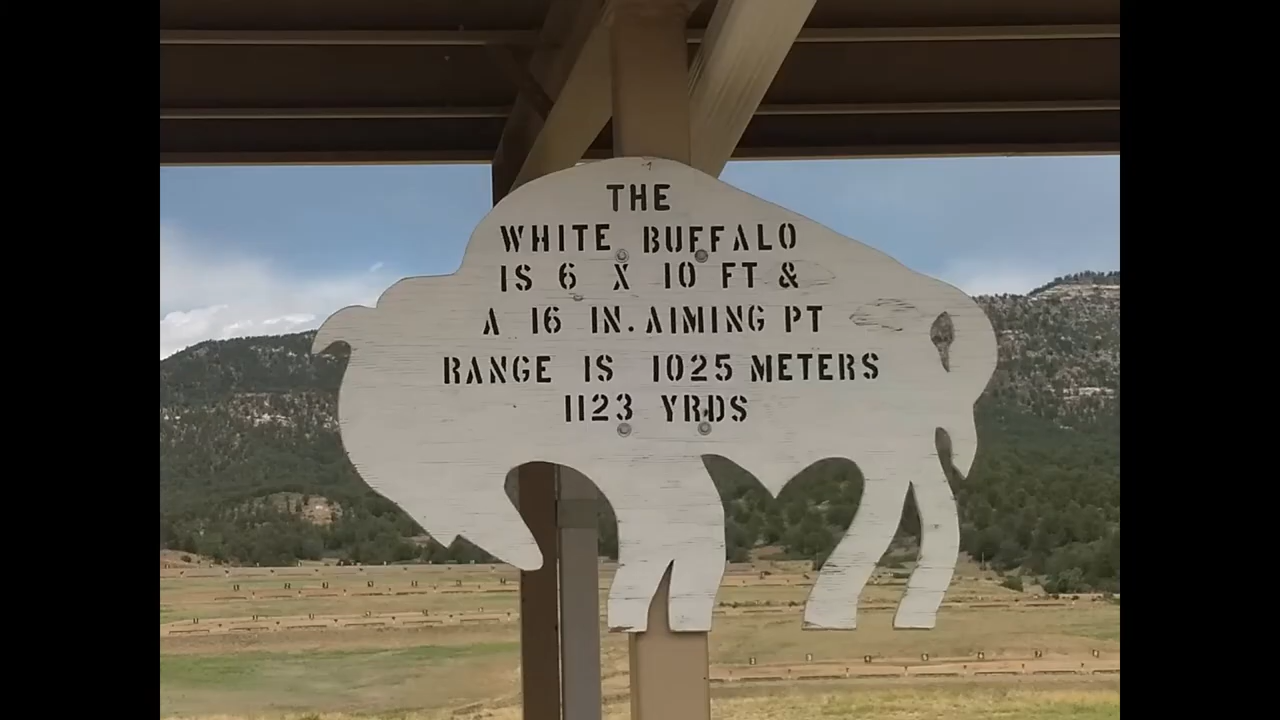 THE
WHITE BUFFALO
IS 6 X 10 FT &
A 16 IN. AIMING PT
RANGE IS 1025 METERS
1123 YRDS